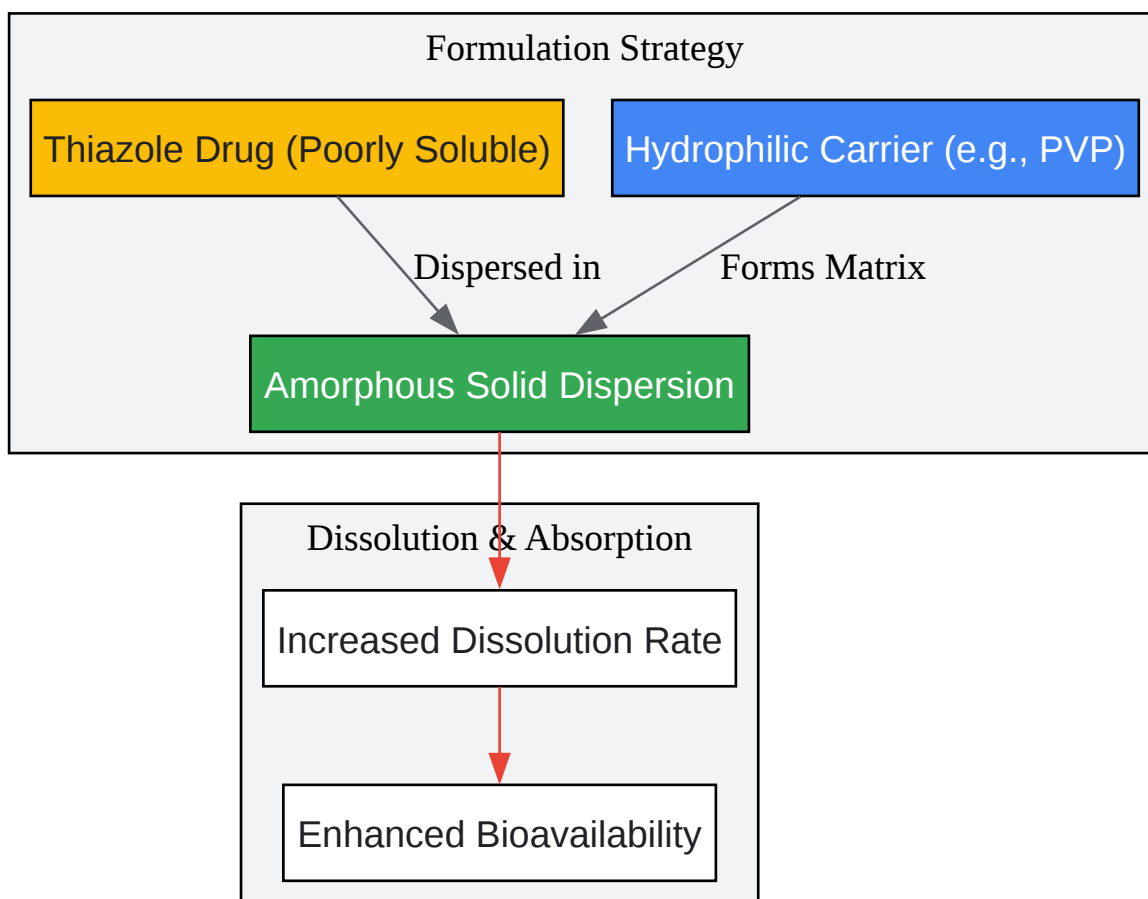 Formulation Strategy
Thiazole Drug (Poorly Soluble)
Hydrophilic Carrier (e.g., PVP)
Dispersed in
Forms Matrix
Amorphous Solid Dispersion
Dissolution & Absorption
Increased Dissolution Rate
Enhanced Bioavailability